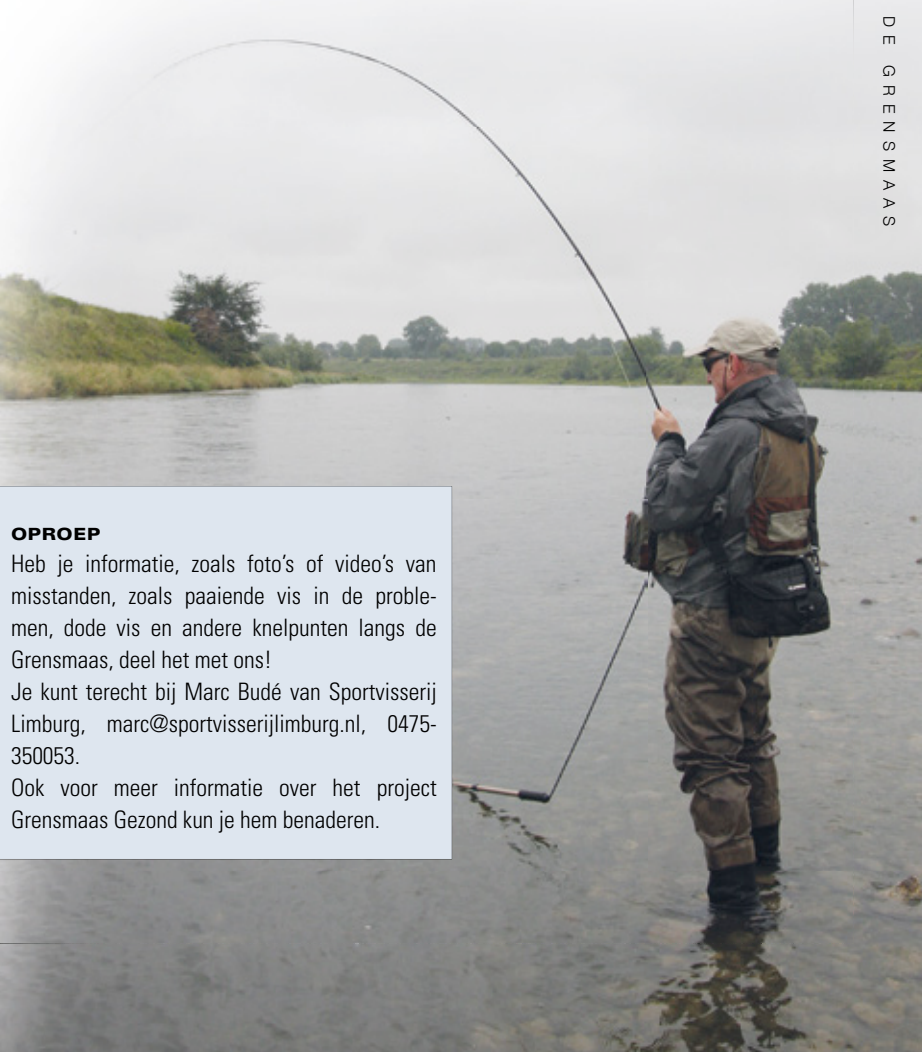 DE GRENSMAAS
OPROEP
Heb je informatie, zoals foto's of video's van
misstanden, zoals paaiende vis in de proble-
men, dode vis en andere knelpunten langs de
Grensmaas, deel het met ons!
Je kunt terecht bij Marc Budé van Sportvisserij
Limburg, marc@sportvisserijlimburg.nl, 0475-
350053.
Ook voor meer informatie over het project
Grensmaas Gezond kun je hem benaderen.